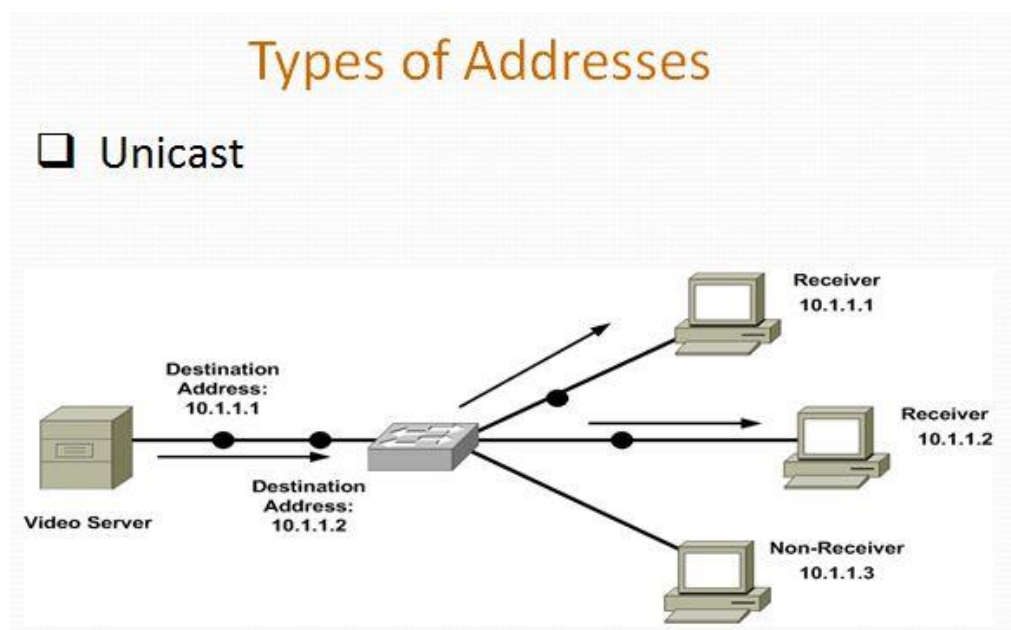 Types of Addresses
Unicast
Receiver
10.1.1.1
Destination
Address:
10.1.1.1
Receiver
10.1.1.2
Destination
Address:
10.1.1.2
Video Server
Non-Receiver
10.1.1.3